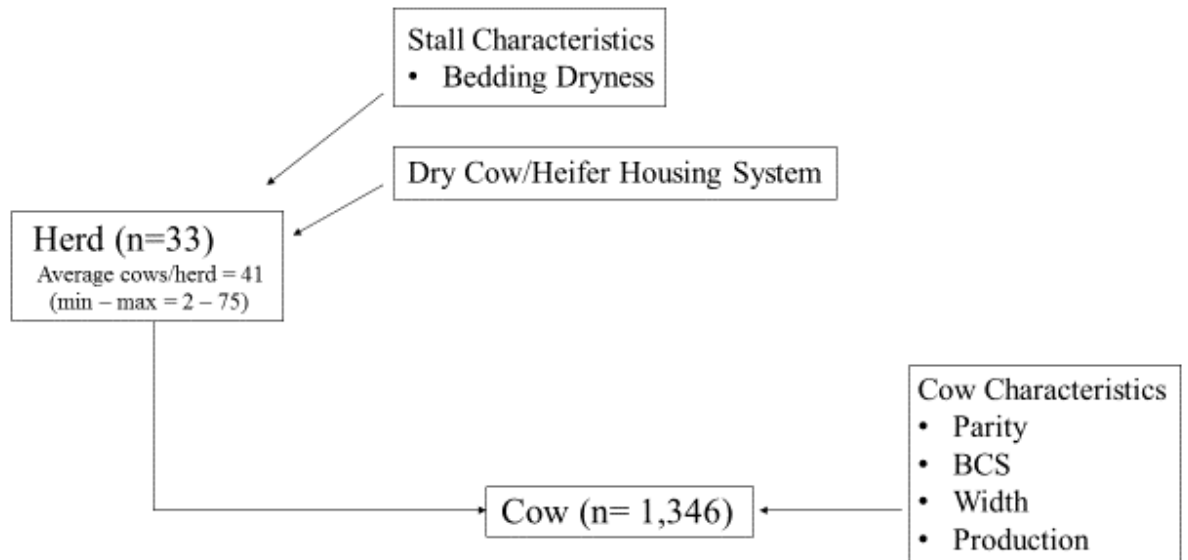 Stall Characteristics
• Bedding Dryness
Dry Cow/Heifer Housing System
Herd (n=33)
Average cows/herd = 41
(min – max = 2 – 75)
Cow Characteristics
• Parity
• BCS
• Width
• Production
Cow (n= 1,346)